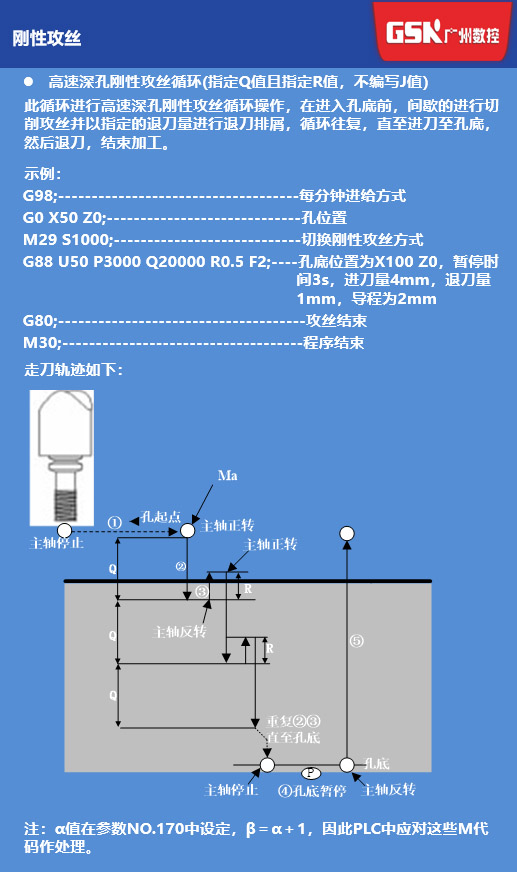 刚性攻丝
GSK 广州数控
● 高速深孔刚性攻丝循环(指定Q值且指定R值，不编写J值)
此循环进行高速深孔刚性攻丝循环操作，在进入孔底前，间歇的进行切
削攻丝并以指定的退刀量进行退刀排屑，循环往复，直至进刀至孔底，
然后退刀，结束加工。
示例：
G98;------------------------------------每分钟进给方式
G0 X50 Z0;-----------------------------孔位置
M29 S1000;----------------------------切换刚性攻丝方式
G88 U50 P3000 Q20000 R0.5 F2;----孔底位置为X100 Z0，暂停时
间3s，进刀量4mm，退刀量
1mm，导程为2mm
G80;-------------------------------------攻丝结束
M30;------------------------------------程序结束
走刀轨迹如下：
Ma
① 孔起点
主轴正转
主轴停止
主轴正转
Q
②
③
R
主轴反转
Q
R
⑤
Q
重复②③
直至孔底
孔底
P
主轴停止
④孔底暂停
主轴反转
注：α值在参数NO.170中设定，β＝α＋1，因此PLC中应对这些M代
码作处理。